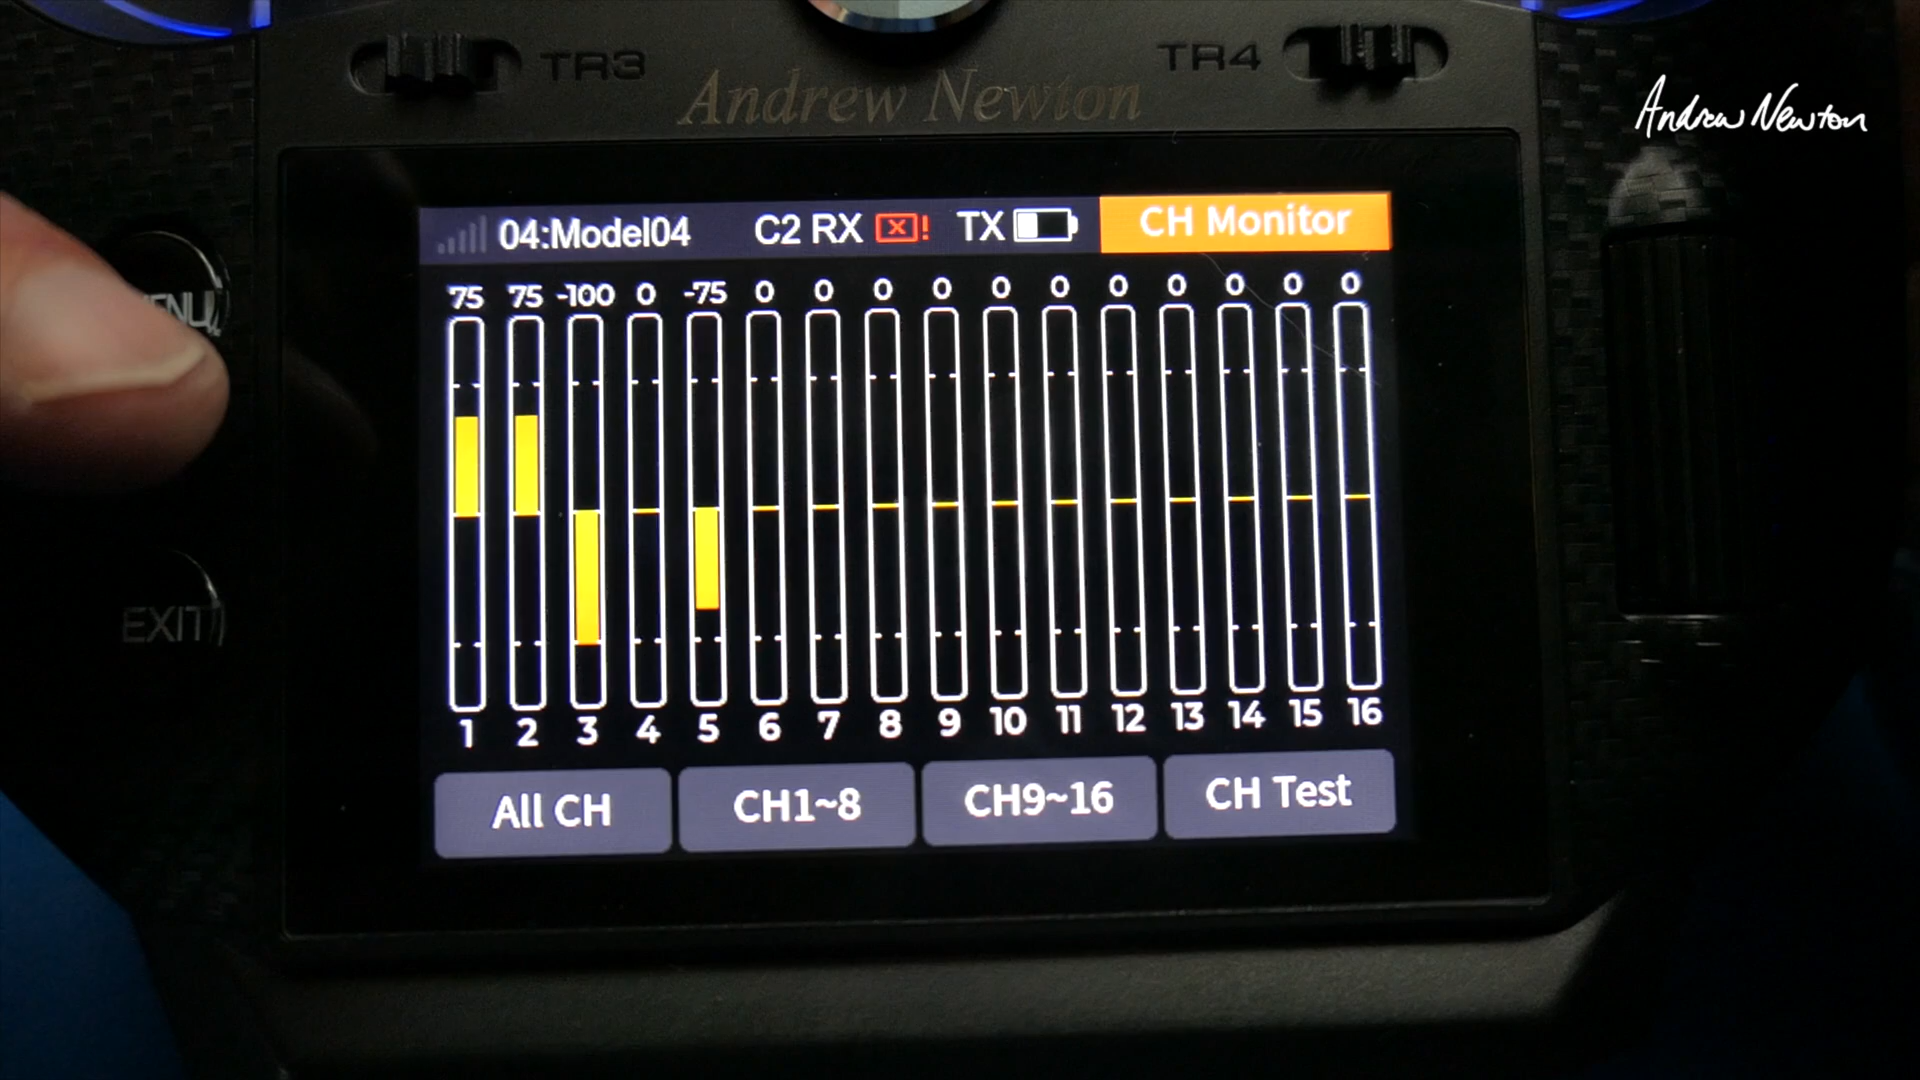 TR3
TR4
Andrew Newton
Andrew Newton
04:Model04 C2 RX ! TX CH Monitor
75 75 -100 0 -75 0 0 0 0 0 0 0 0 0 0 0
1 2 3 4 5 6 7 8 9 10 11 12 13 14 15 16
All CH CH1~8 CH9~16 CH Test
EXIT